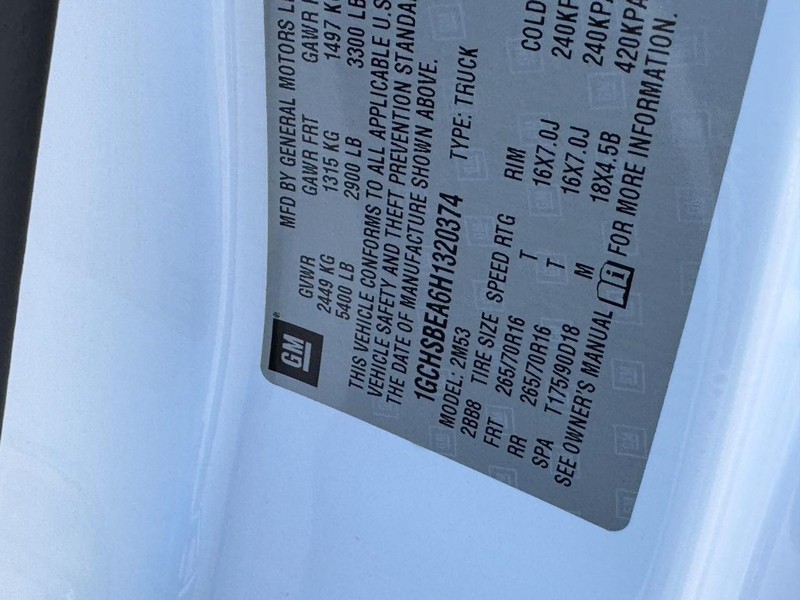 MFD BY GENERAL MOTORS L
GVWR GAWR FRT GAWR RR
2449 KG 1315 KG 1497 KG
5400 LB 2900 LB 3300 LB
THIS VEHICLE CONFORMS TO ALL APPLICABLE U.S
VEHICLE SAFETY AND THEFT PREVENTION STANDA
THE DATE OF MANUFACTURE SHOWN ABOVE.
1GCHSBEA6H1320374 TYPE: TRUCK
MODEL: 2M53
2BB8 TIRE SIZE SPEED RTG RIM COLD
FRT 265/70R16 T 16X7.0J 240KP
RR 265/70R16 T 16X7.0J 240KP
SPA T175/90D18 M 18X4.5B 420KPA
SEE OWNER'S MANUAL i FOR MORE INFORMATION.
GM®